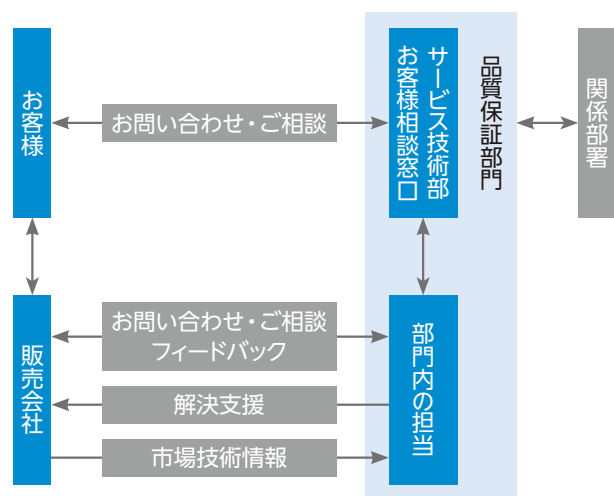 お客様
お問い合わせ・ご相談
サービス技術部
お客様相談窓口
品質保証部門
関係部署
販売会社
お問い合わせ・ご相談
フィードバック
解決支援
市場技術情報
部門内の担当